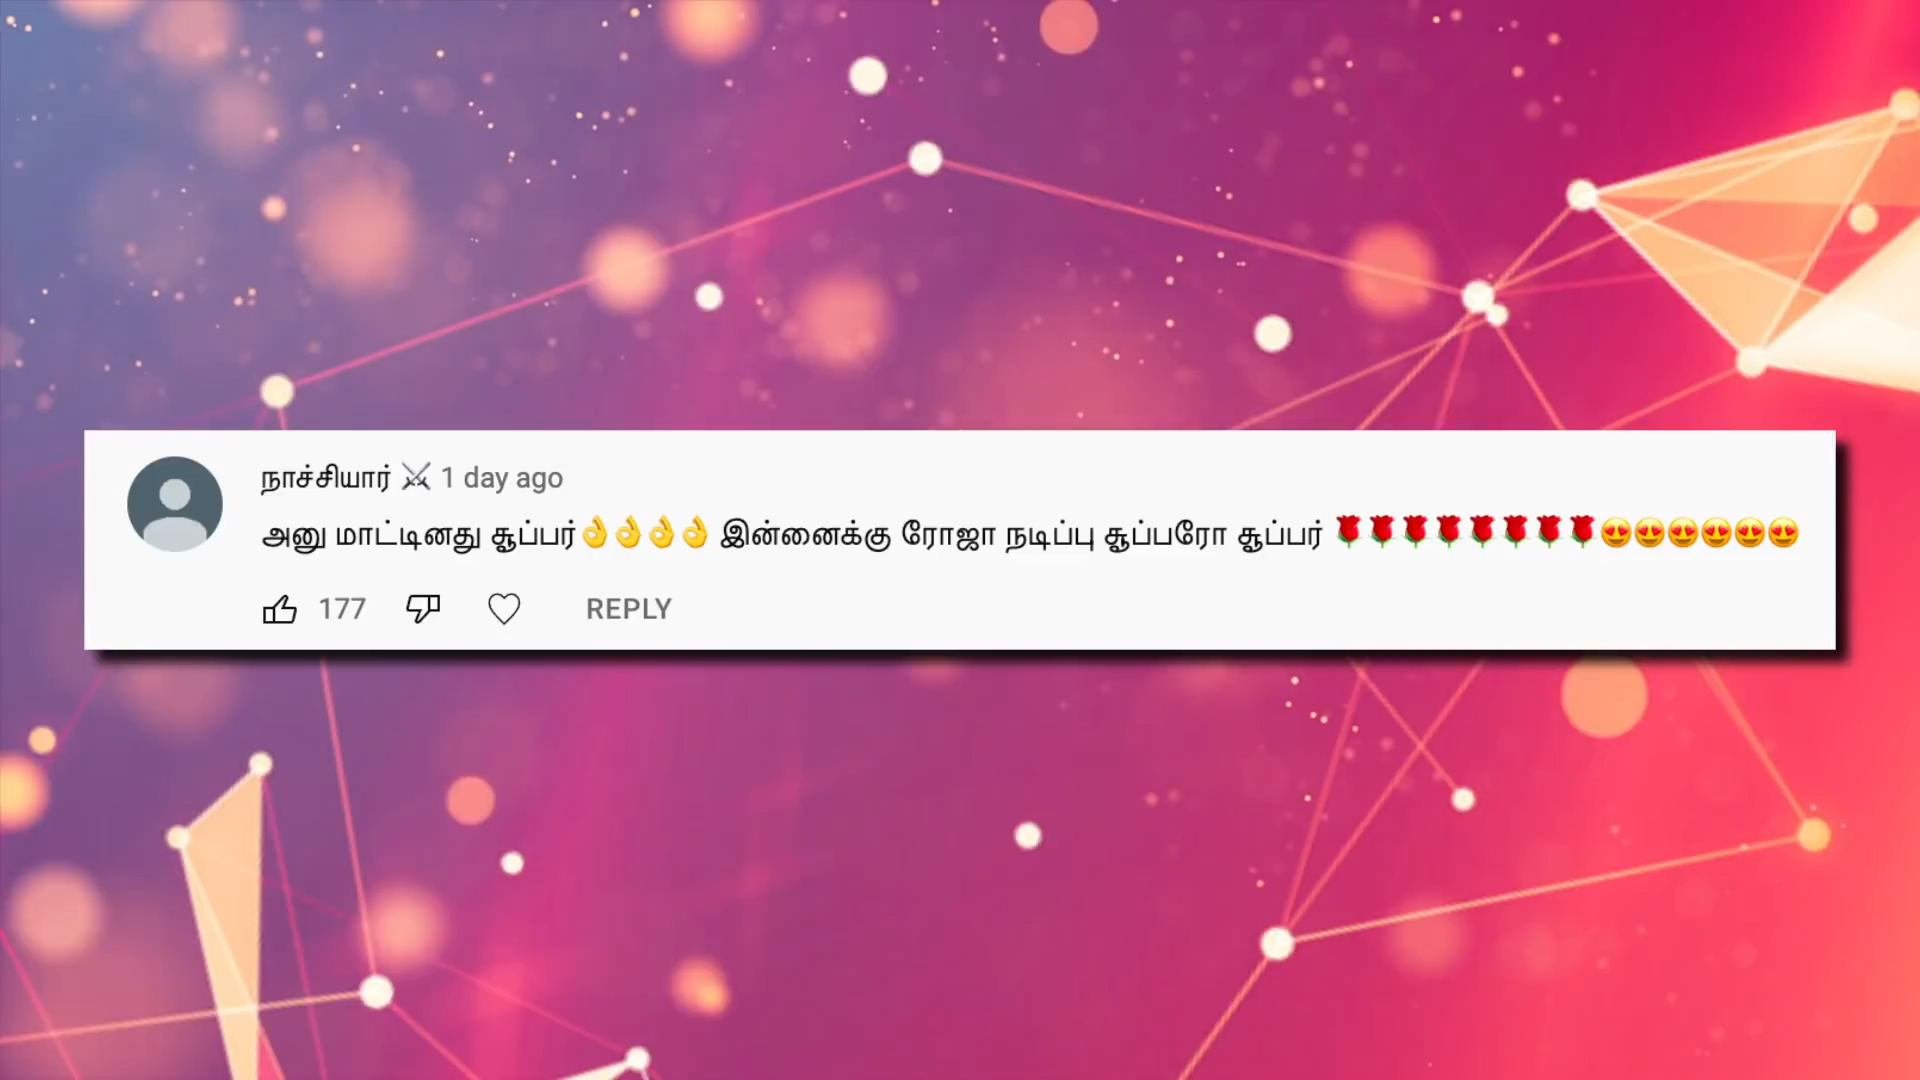 நாச்சியார் ⚔ 1 day ago
அனு மாட்டினது சூப்பர்👌👌👌👌 இன்னைக்கு ரோஜா நடிப்பு சூப்பரோ சூப்பர் 🌹🌹🌹🌹🌹🌹🌹🌹😍😍😍😍😍😍
177 REPLY